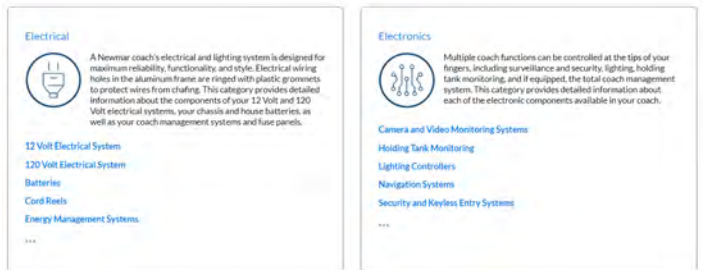 Electrical
A Newmar coach's electrical and lighting system is designed for
maximum reliability, functionality, and style. Electrical wiring
holes in the aluminum frame are ringed with plastic grommets
to protect wires from chafing. This category provides detailed
information about the components of your 12 Volt and 120
Volt electrical systems, your chassis and house batteries, as
well as your coach management systems and fuse panels.
12 Volt Electrical System
120 Volt Electrical System
Batteries
Cord Reels
Energy Management Systems
...
Electronics
Multiple coach functions can be controlled at the tips of your
fingers, including surveillance and security, lighting, holding
tank monitoring, and if equipped, the total coach management
system. This category provides detailed information about
each of the electronic components available in your coach.
Camera and Video Monitoring Systems
Holding Tank Monitoring
Lighting Controllers
Navigation Systems
Security and Keyless Entry Systems
...